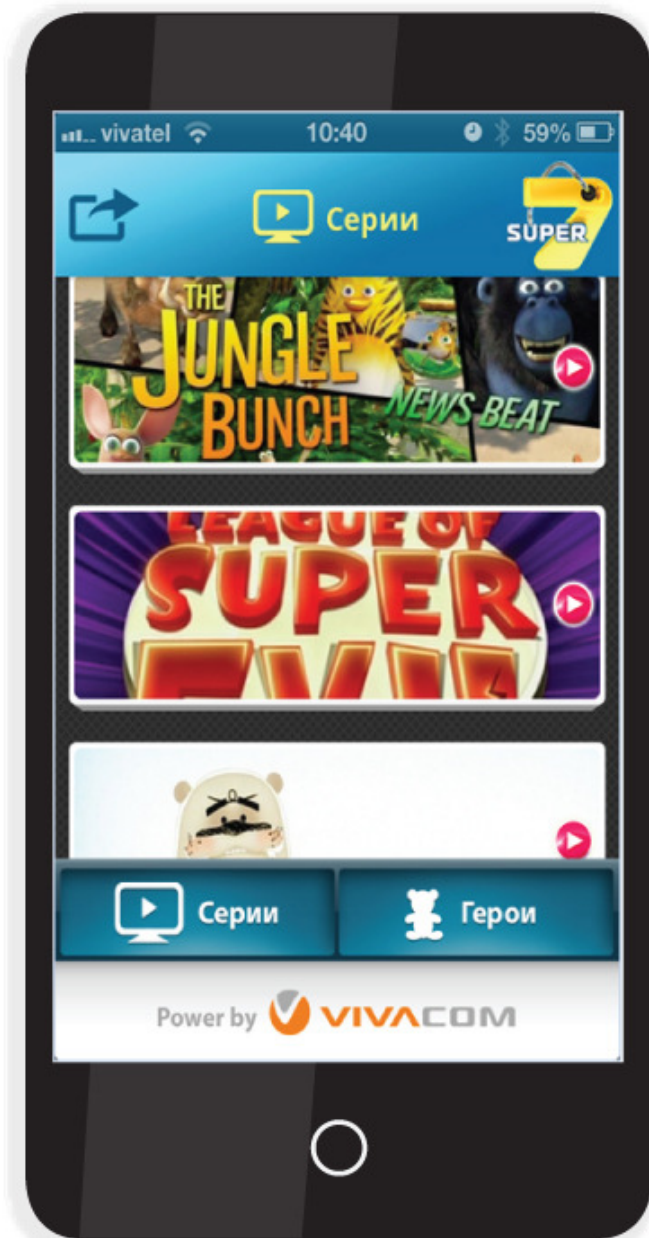 vivatel 10:40 59%
Серии
SUPER 7
THE
JUNGLE
BUNCH
NEWS BEAT
LEAGUE OF
SUPER
EVIL
Серии Герои
Power by VIVACOM